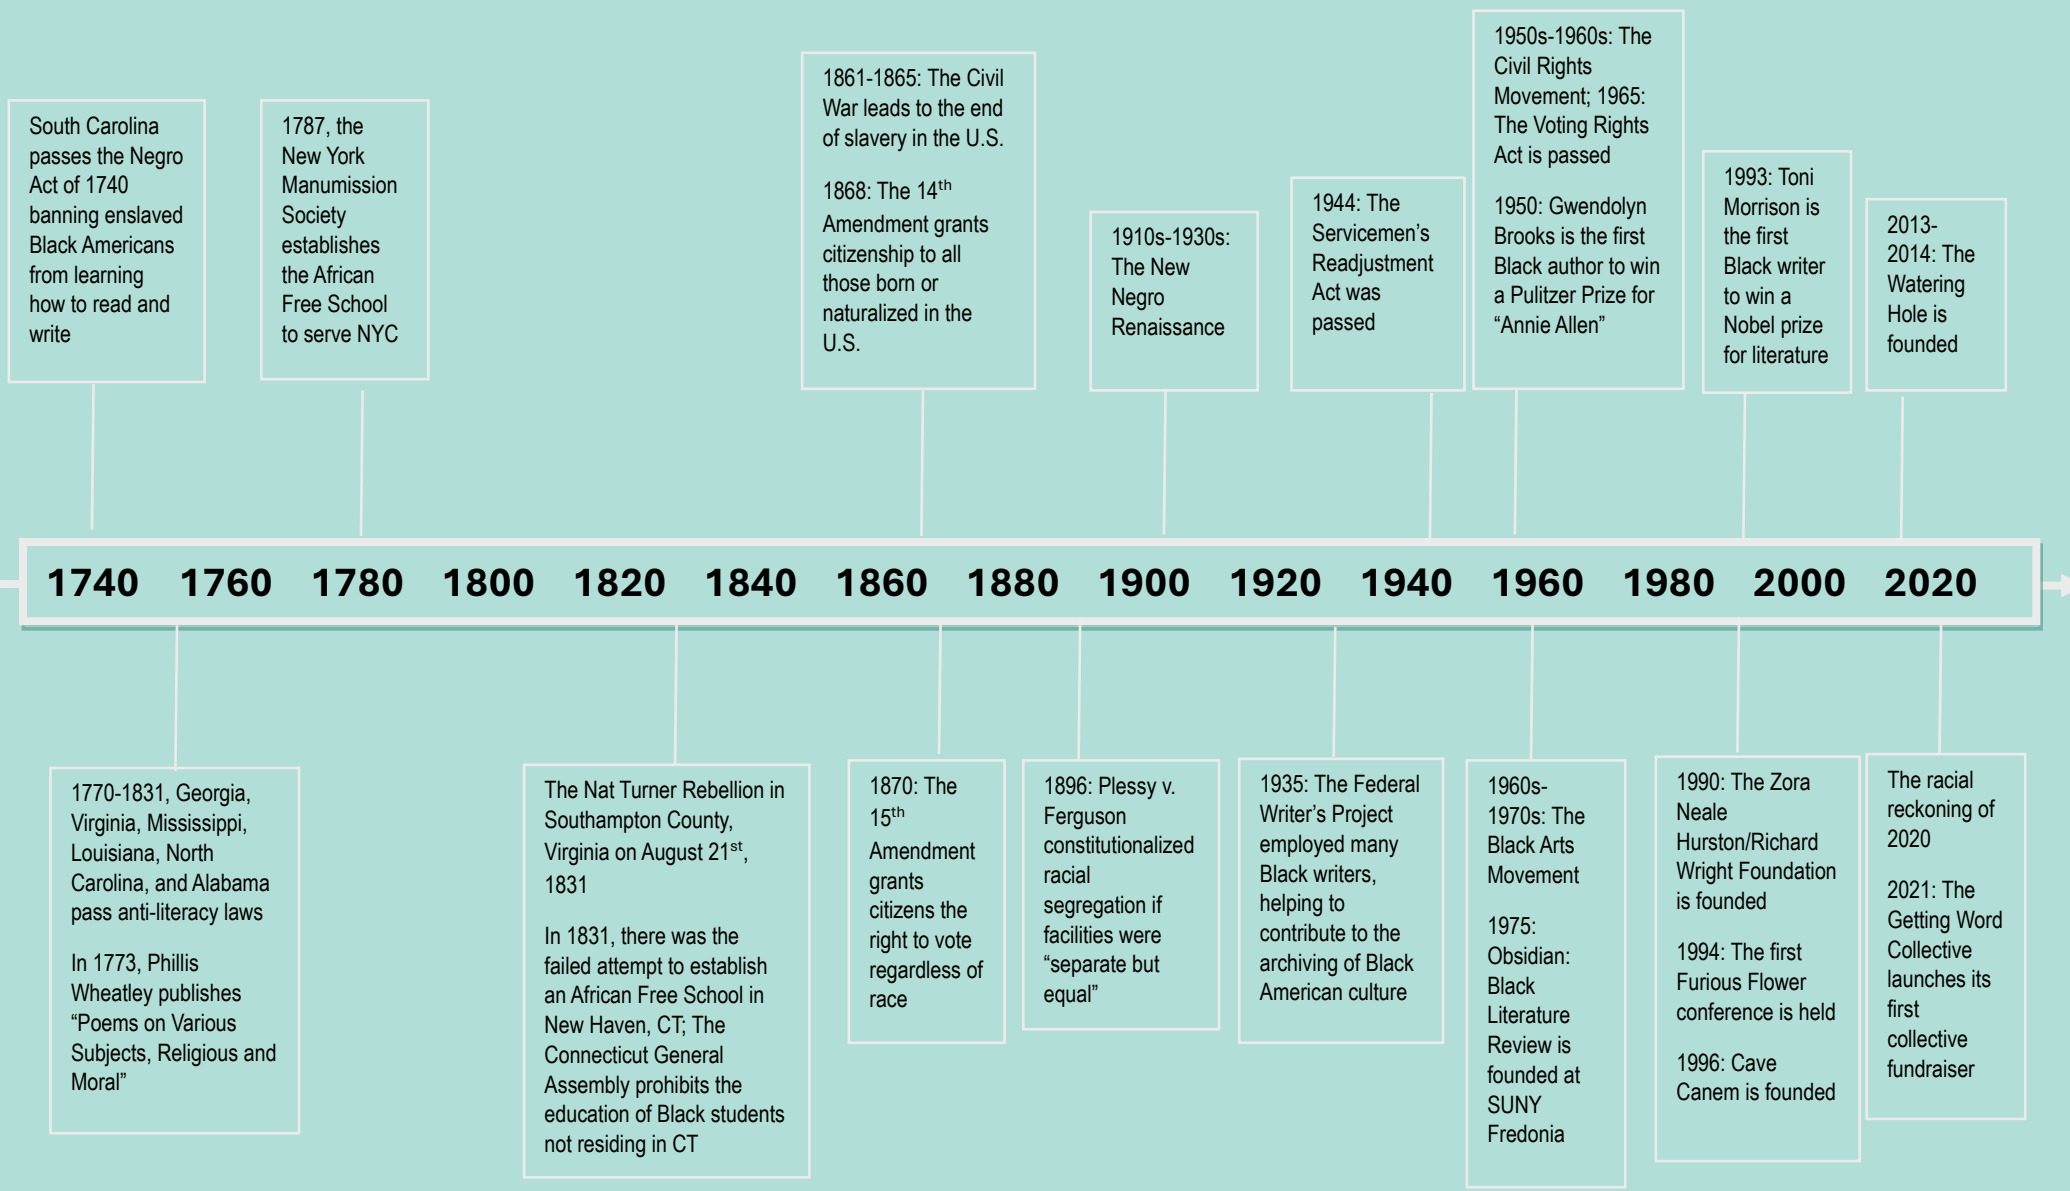 South Carolina
passes the Negro
Act of 1740
banning enslaved
Black Americans
from learning
how to read and
write
1787, the
New York
Manumission
Society
establishes
the African
Free School
to serve NYC
1861-1865: The Civil
War leads to the end
of slavery in the U.S.
1868: The 14th
Amendment grants
citizenship to all
those born or
naturalized in the
U.S.
1910s-1930s:
The New
Negro
Renaissance
1944: The
Servicemen’s
Readjustment
Act was
passed
1950s-1960s: The
Civil Rights
Movement; 1965:
The Voting Rights
Act is passed
1950: Gwendolyn
Brooks is the first
Black author to win
a Pulitzer Prize for
“Annie Allen”
1993: Toni
Morrison is
the first
Black writer
to win a
Nobel prize
for literature
2013-
2014: The
Watering
Hole is
founded
1740 1760 1780 1800 1820 1840 1860 1880 1900 1920 1940 1960 1980 2000 2020
1770-1831, Georgia,
Virginia, Mississippi,
Louisiana, North
Carolina, and Alabama
pass anti-literacy laws
In 1773, Phillis
Wheatley publishes
“Poems on Various
Subjects, Religious and
Moral”
The Nat Turner Rebellion in
Southampton County,
Virginia on August 21st,
1831
In 1831, there was the
failed attempt to establish
an African Free School in
New Haven, CT; The
Connecticut General
Assembly prohibits the
education of Black students
not residing in CT
1870: The
15th
Amendment
grants
citizens the
right to vote
regardless of
race
1896: Plessy v.
Ferguson
constitutionalized
racial
segregation if
facilities were
“separate but
equal”
1935: The Federal
Writer’s Project
employed many
Black writers,
helping to
contribute to the
archiving of Black
American culture
1960s-
1970s: The
Black Arts
Movement
1975:
Obsidian:
Black
Literature
Review is
founded at
SUNY
Fredonia
1990: The Zora
Neale
Hurston/Richard
Wright Foundation
is founded
1994: The first
Furious Flower
conference is held
1996: Cave
Canem is founded
The racial
reckoning of
2020
2021: The
Getting Word
Collective
launches its
first
collective
fundraiser